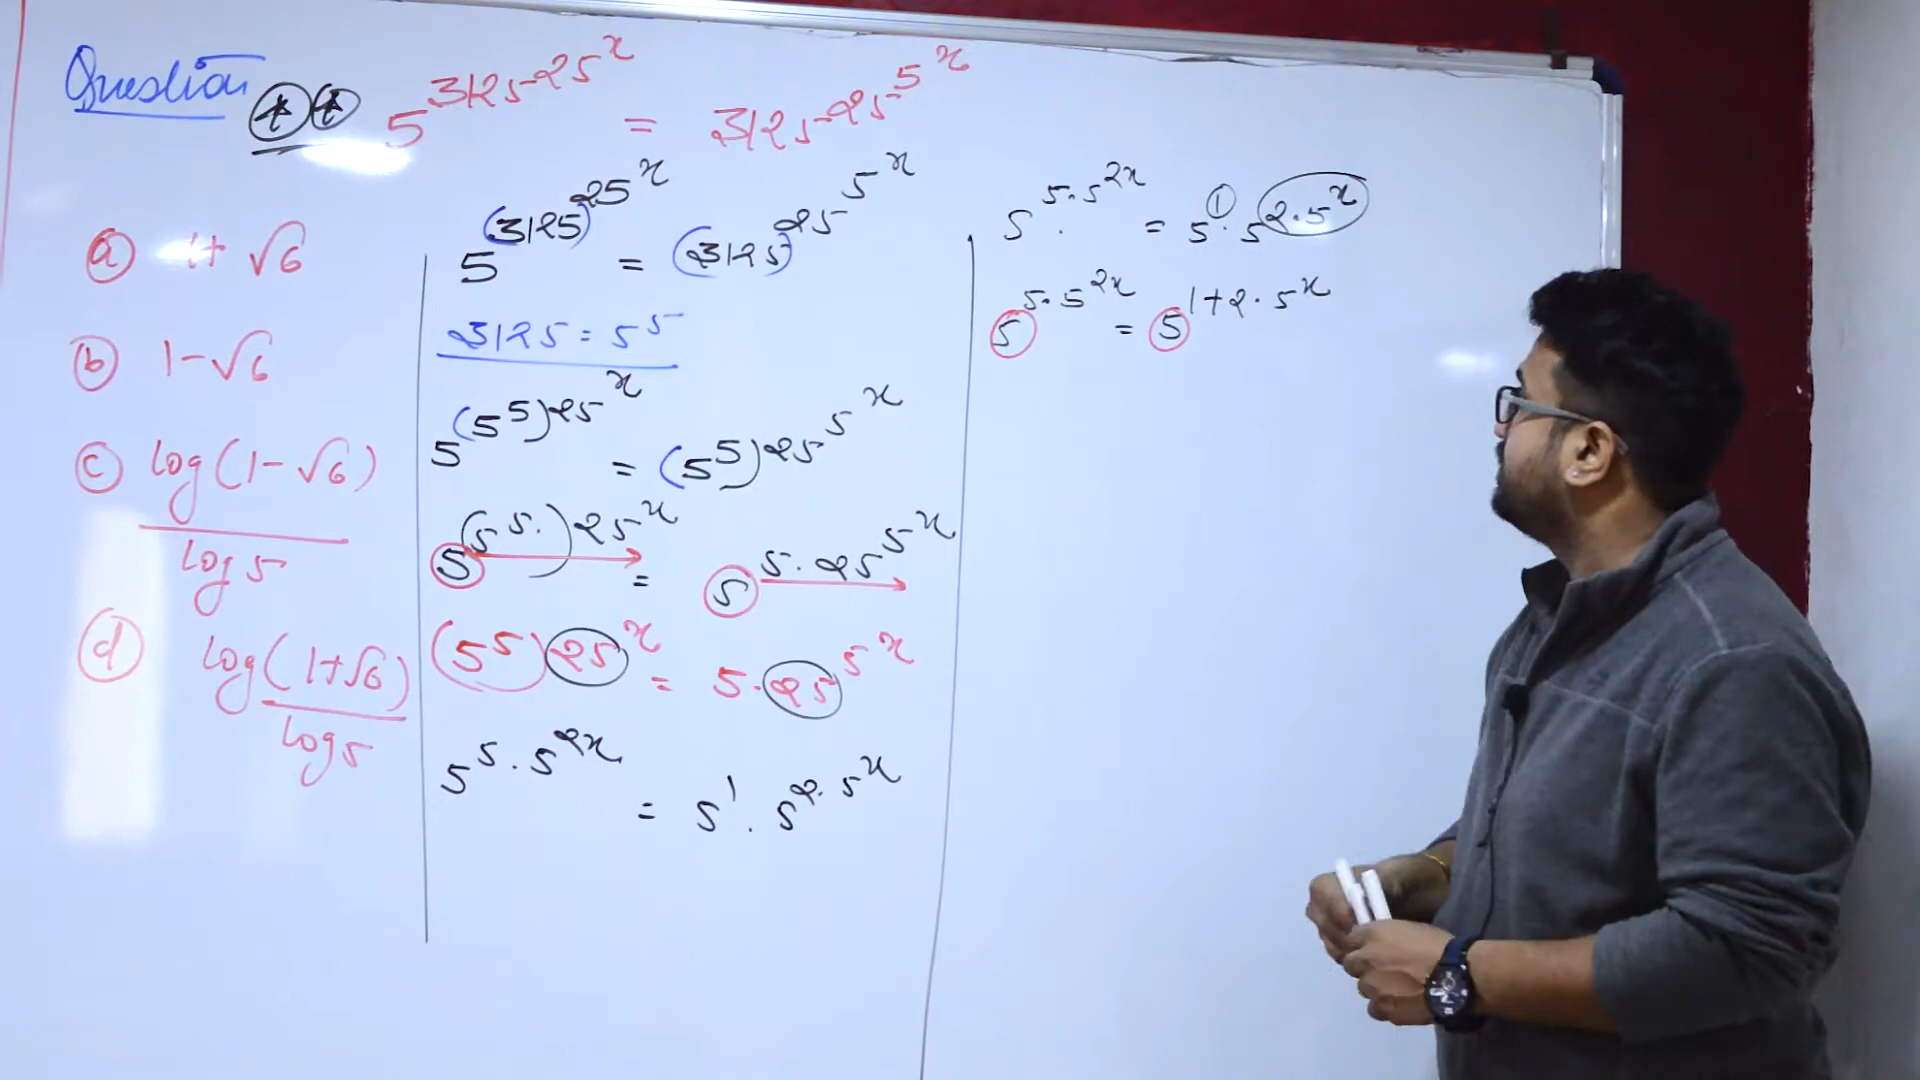 Question
5^3125^25^x = 3125^25^5^x
(a) 1+√6
(b) 1-√6
(c) log(1-√6)
log 5
(d) log(1+√6)
log 5
5^(3125)^25^x = (3125)^25^5^x
3125 = 5^5
5^(5^5)^25^x = (5^5)^25^5^x
5^(5^5.)^25^x = 5^5.25^5^x
(5^5)^25^x = 5.25^5^x
5^5.5^2x = 5^1.5^2.5^x
5^5.5^2x = 5^1.5^2.5^x
5^5.5^2x = 5^1+2.5^x